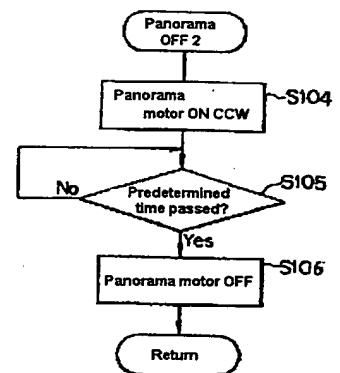 Panorama
OFF 2
Panorama
motor ON CCW
S104
No
Predetermined
time passed?
S105
Yes
Panorama motor OFF
S106
Return